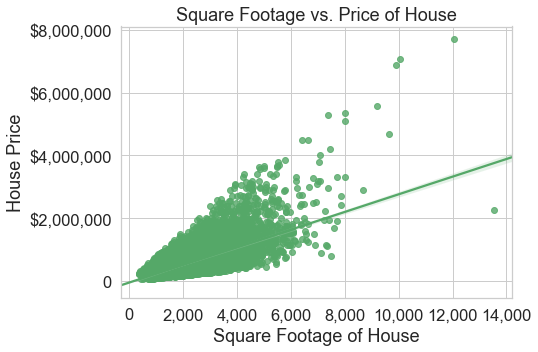 Square Footage vs. Price of House
$8,000,000
$6,000,000
$4,000,000
$2,000,000
0
House Price
0 2,000 4,000 6,000 8,000 10,000 12,000 14,000
Square Footage of House